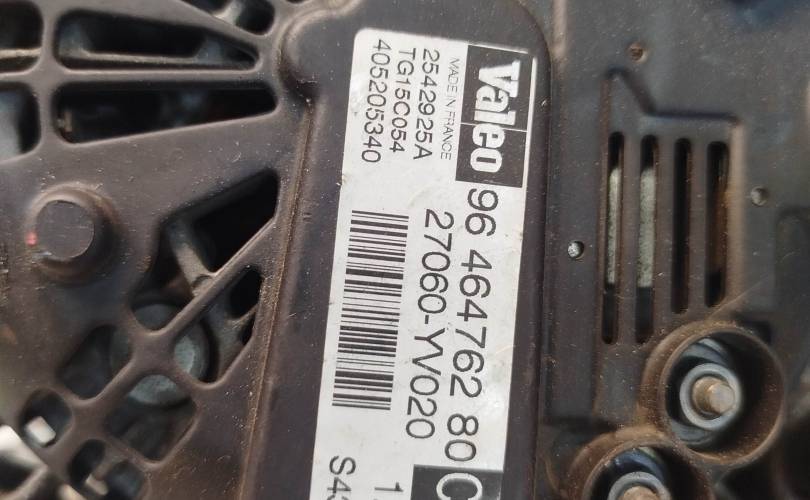 Valeo
MADE IN FRANCE
2542925A
TG15C054
405205340
96 464762 80
27060-YV020